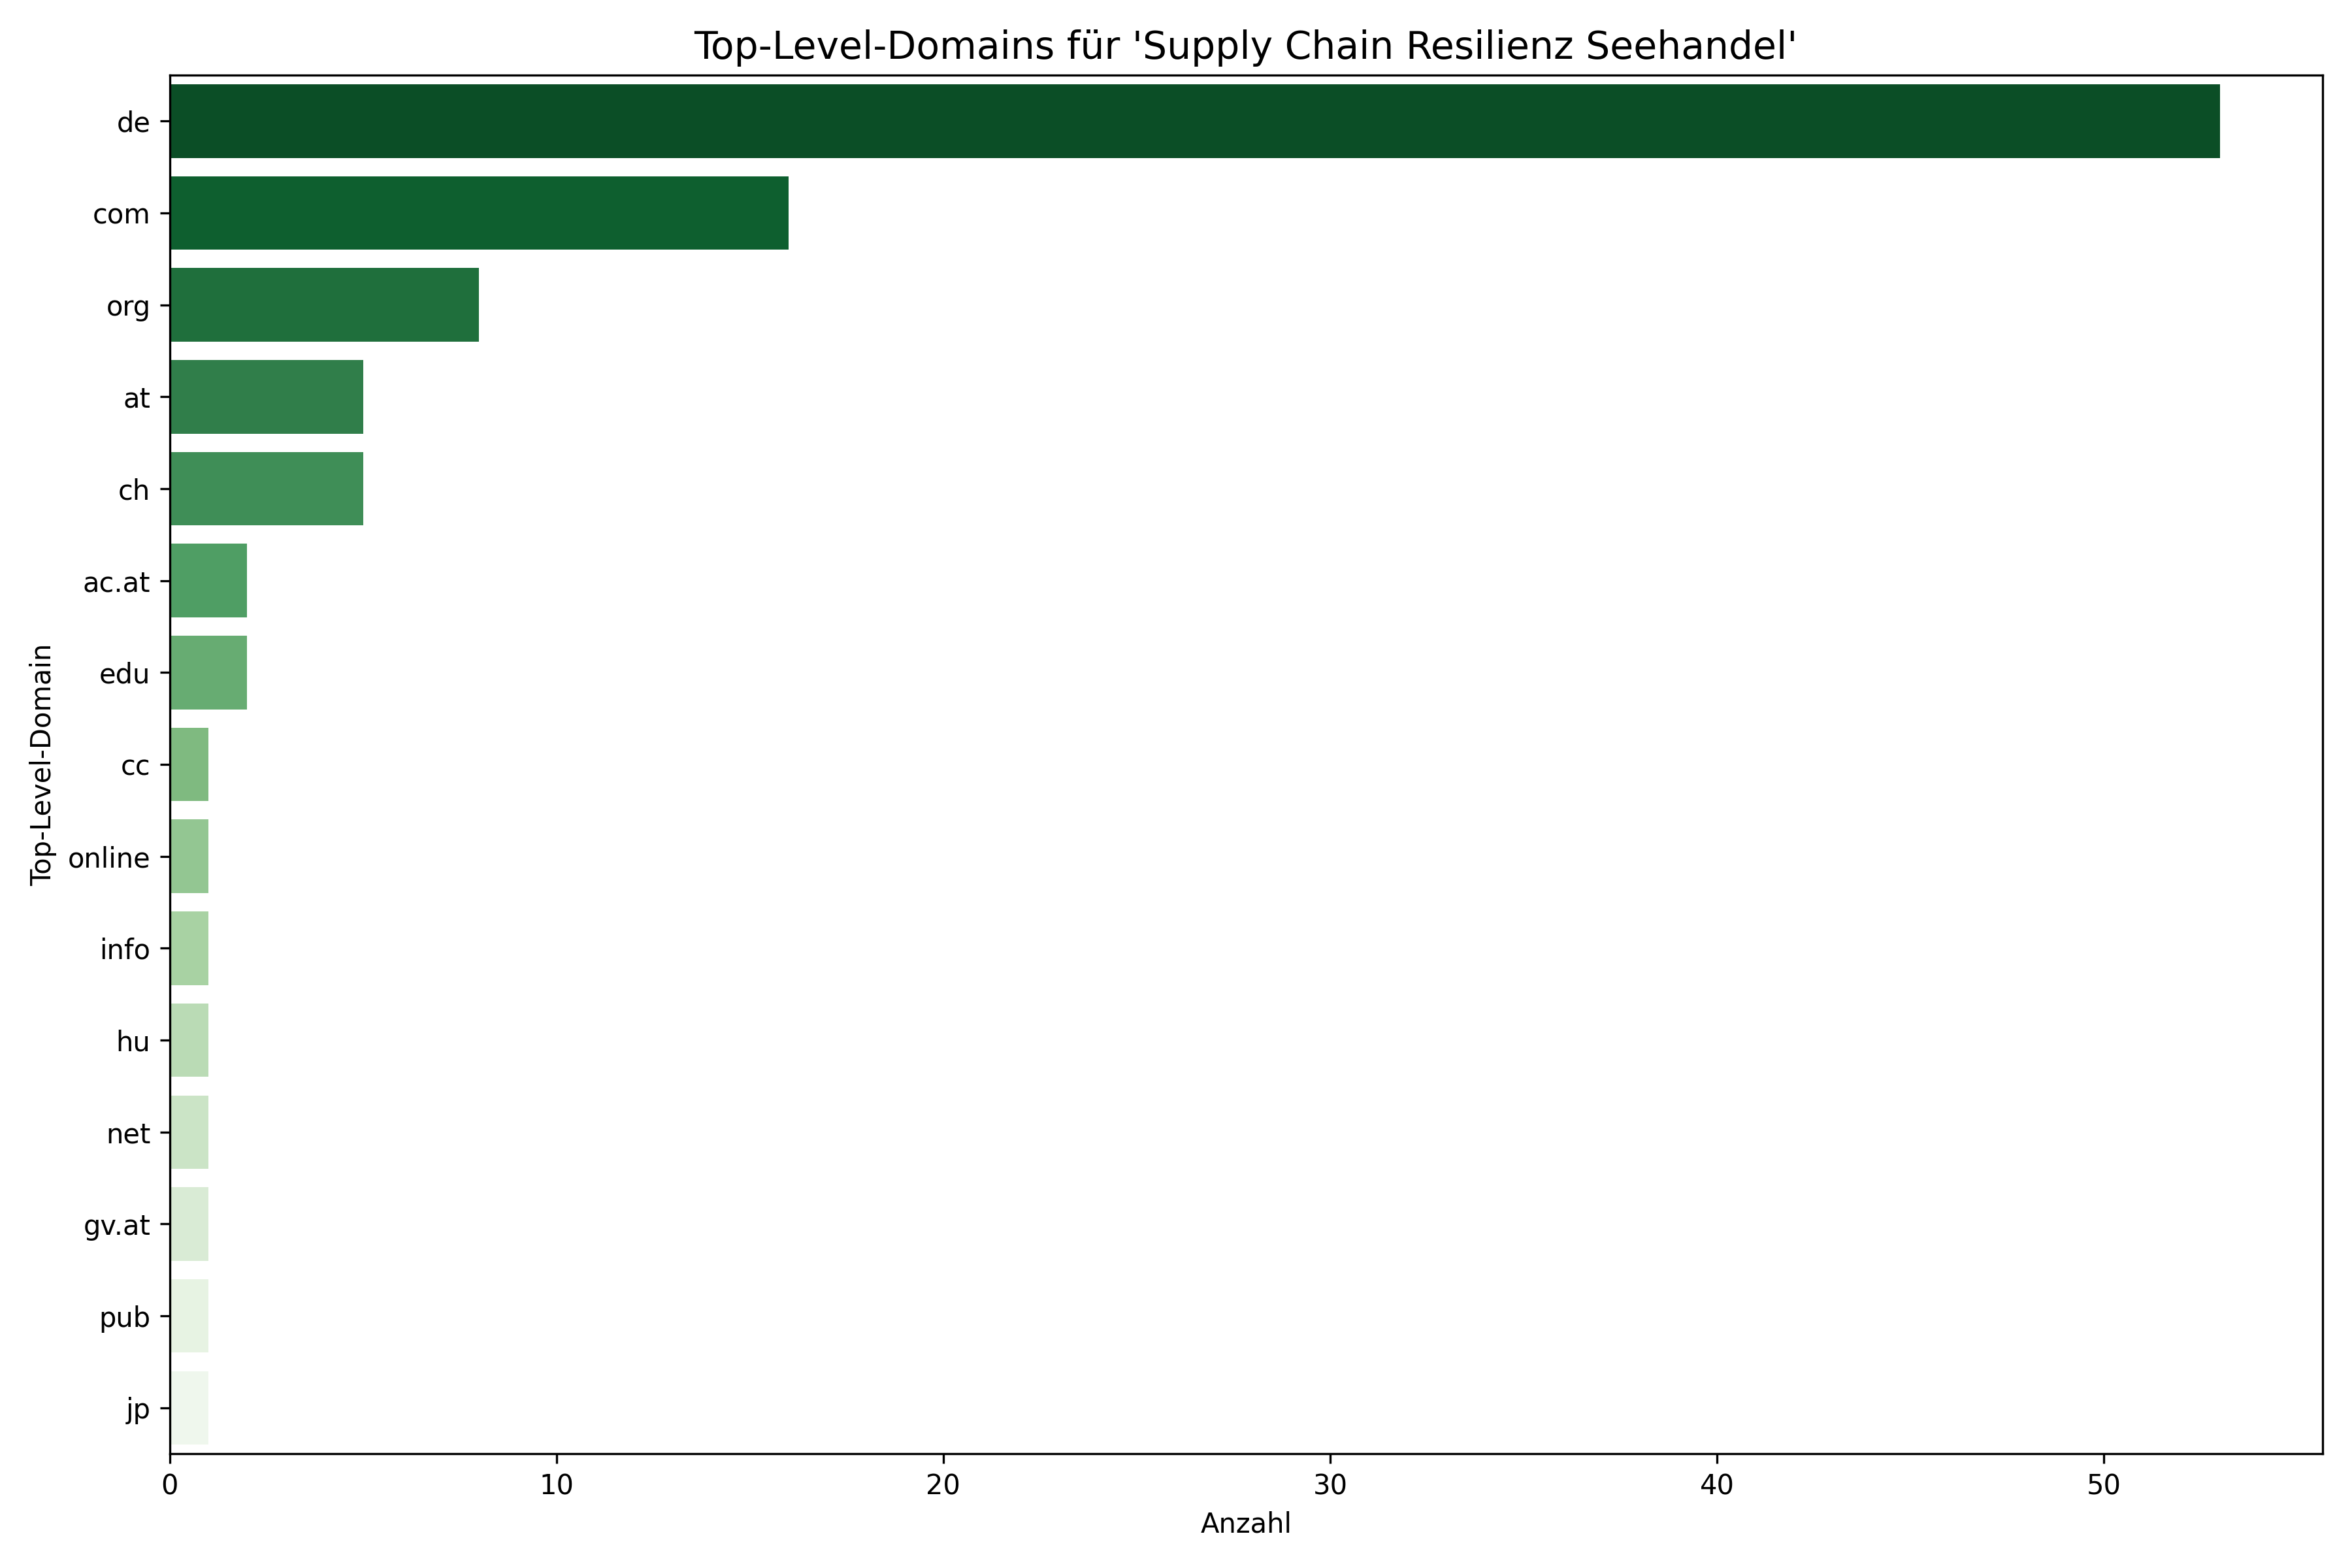 Top-Level-Domains für 'Supply Chain Resilienz Seehandel'
Top-Level-Domain
de
com
org
at
ch
ac.at
edu
cc
online
info
hu
net
gv.at
pub
jp
0 10 20 30 40 50
Anzahl